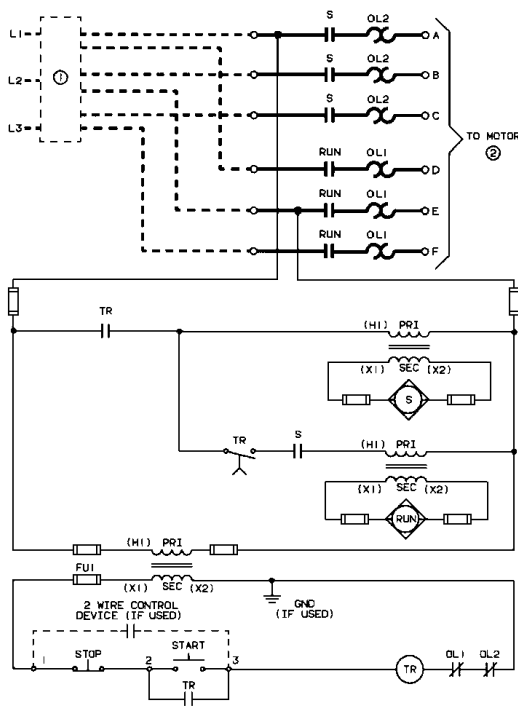 S OL2
L1 A
S OL2
L2 1 B
S OL2
L3 C
TO MOTOR
2
RUN OL1
D
RUN OL1
E
RUN OL1
F
TR
(H1) PRI
(X1) SEC (X2)
S
TR S (H1) PRI
(X1) SEC (X2)
RUN
(H1) PRI
FU1
(X1) SEC (X2)
GND
(IF USED)
2 WIRE CONTROL
DEVICE (IF USED)
1 STOP 2 START 3
TR
TR OL1 OL2